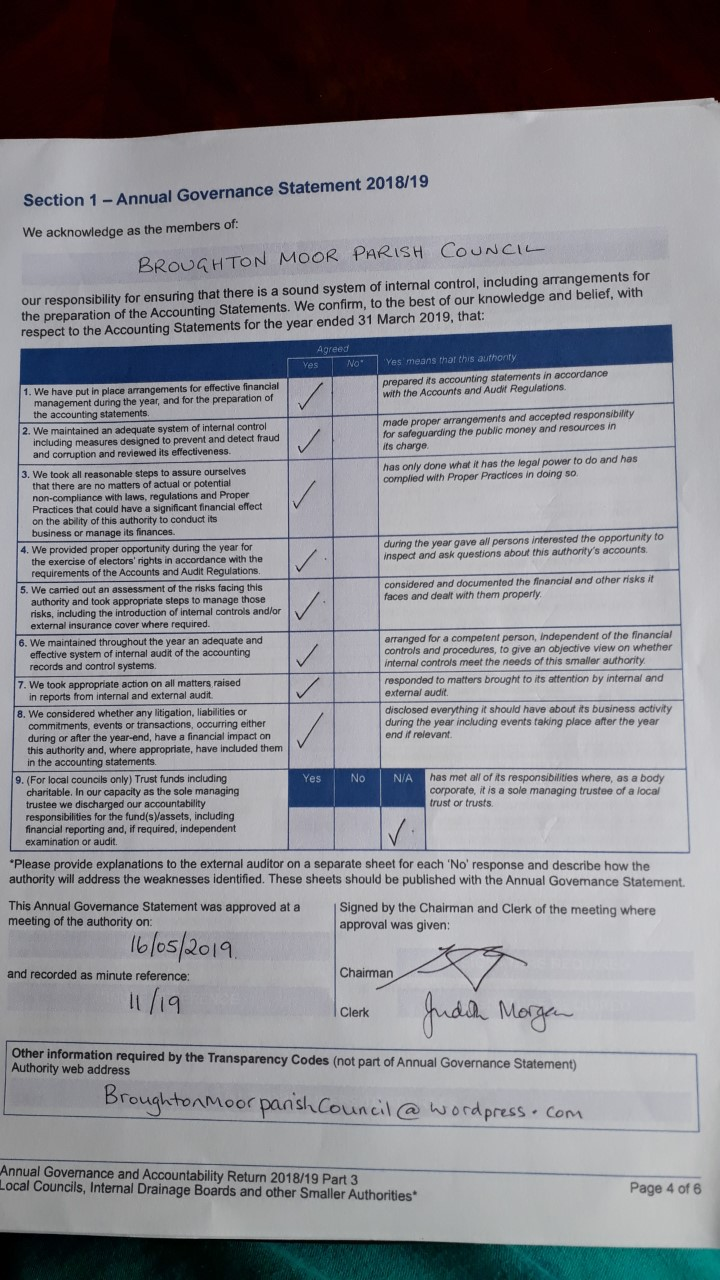 Section 1 – Annual Governance Statement 2018/19
We acknowledge as the members of:
BROUGHTON MOOR PARISH COUNCIL
our responsibility for ensuring that there is a sound system of internal control, including arrangements for
the preparation of the Accounting Statements. We confirm, to the best of our knowledge and belief, with
respect to the Accounting Statements for the year ended 31 March 2019, that:
Agreed
Yes No* 'Yes' means that this authority
1. We have put in place arrangements for effective financial
management during the year, and for the preparation of
the accounting statements.
✓
prepared its accounting statements in accordance
with the Accounts and Audit Regulations.
2. We maintained an adequate system of internal control
including measures designed to prevent and detect fraud
and corruption and reviewed its effectiveness.
✓
made proper arrangements and accepted responsibility
for safeguarding the public money and resources in
its charge.
3. We took all reasonable steps to assure ourselves
that there are no matters of actual or potential
non-compliance with laws, regulations and Proper
Practices that could have a significant financial effect
on the ability of this authority to conduct its
business or manage its finances.
✓
has only done what it has the legal power to do and has
complied with Proper Practices in doing so.
4. We provided proper opportunity during the year for
the exercise of electors' rights in accordance with the
requirements of the Accounts and Audit Regulations.
✓
during the year gave all persons interested the opportunity to
inspect and ask questions about this authority's accounts.
5. We carried out an assessment of the risks facing this
authority and took appropriate steps to manage those
risks, including the introduction of internal controls and/or
external insurance cover where required.
✓
considered and documented the financial and other risks it
faces and dealt with them properly.
6. We maintained throughout the year an adequate and
effective system of internal audit of the accounting
records and control systems.
✓
arranged for a competent person, independent of the financial
controls and procedures, to give an objective view on whether
internal controls meet the needs of this smaller authority.
7. We took appropriate action on all matters raised
in reports from internal and external audit.
✓
responded to matters brought to its attention by internal and
external audit.
8. We considered whether any litigation, liabilities or
commitments, events or transactions, occurring either
during or after the year-end, have a financial impact on
this authority and, where appropriate, have included them
in the accounting statements.
✓
disclosed everything it should have about its business activity
during the year including events taking place after the year
end if relevant.
9. (For local councils only) Trust funds including
charitable. In our capacity as the sole managing
trustee we discharged our accountability
responsibilities for the fund(s)/assets, including
financial reporting and, if required, independent
examination or audit.
Yes No N/A
✓
has met all of its responsibilities where, as a body
corporate, it is a sole managing trustee of a local
trust or trusts.
*Please provide explanations to the external auditor on a separate sheet for each 'No' response and describe how the
authority will address the weaknesses identified. These sheets should be published with the Annual Governance Statement.
This Annual Governance Statement was approved at a
meeting of the authority on:
16/05/2019.
and recorded as minute reference:
11/19
Signed by the Chairman and Clerk of the meeting where
approval was given:
Chairman
Clerk Judith Morgan
Other information required by the Transparency Codes (not part of Annual Governance Statement)
Authority web address
BroughtonmoorparishCouncil@wordpress.com
Annual Governance and Accountability Return 2018/19 Part 3
Local Councils, Internal Drainage Boards and other Smaller Authorities*
Page 4 of 6